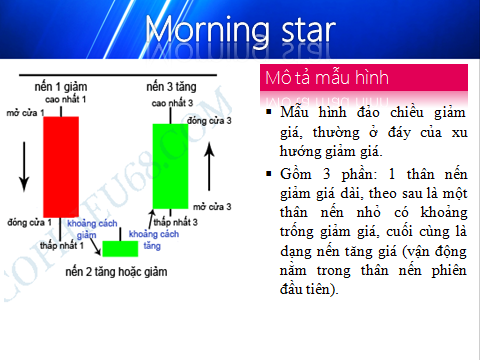 Morning star
nến 1 giảm
nến 3 tăng
cao nhất 1
cao nhất 3
mở cửa 1
đóng cửa 3
mở cửa 3
đóng cửa 1
khoảng cách
giảm
thấp nhất 3
thấp nhất 1
khoảng cách
tăng
nến 2 tăng hoặc giảm
COPHIEU68.COM
Mô tả mẫu hình
▪ Mẫu hình đảo chiều giảm
giá, thường ở đáy của xu
hướng giảm giá.
▪ Gồm 3 phần: 1 thân nến
giảm giá dài, theo sau là một
thân nến nhỏ có khoảng
trống giảm giá, cuối cùng là
dạng nến tăng giá (vận động
nằm trong thân nến phiên
đầu tiên).